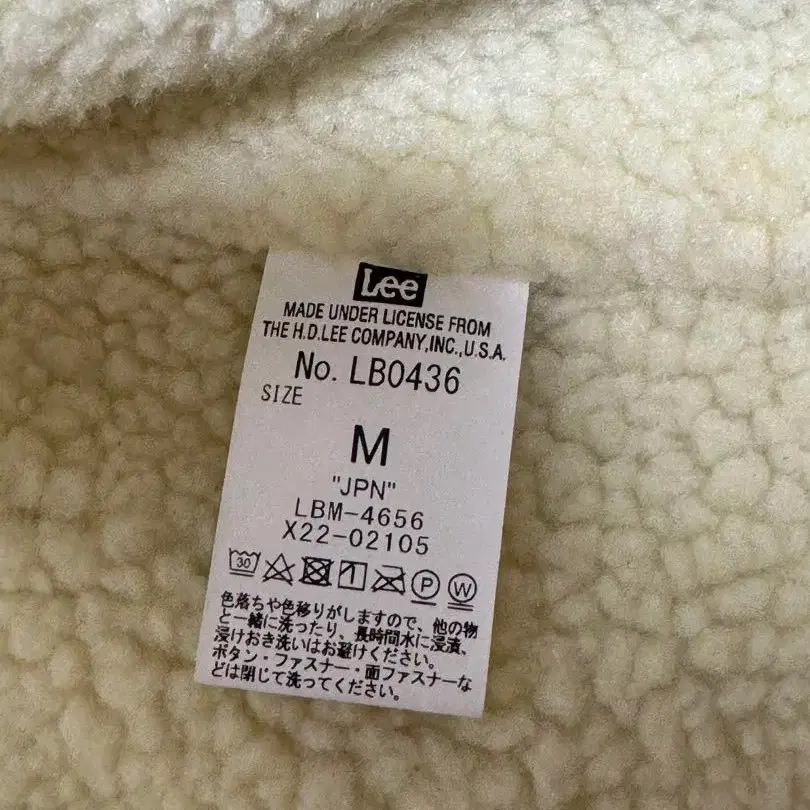 Lee
MADE UNDER LICENSE FROM
THE H.D.LEE COMPANY,INC.,U.S.A.
No. LB0436
SIZE
M
"JPN"
LBM-4656
X22-02105
30 P W
色落ちや色移りがしますので、他の物
と一緒に洗ったり、長時間水に浸漬、
浸けおき洗いはお避けください。
ボタン・ファスナー・面ファスナーな
どは閉じて洗ってください。